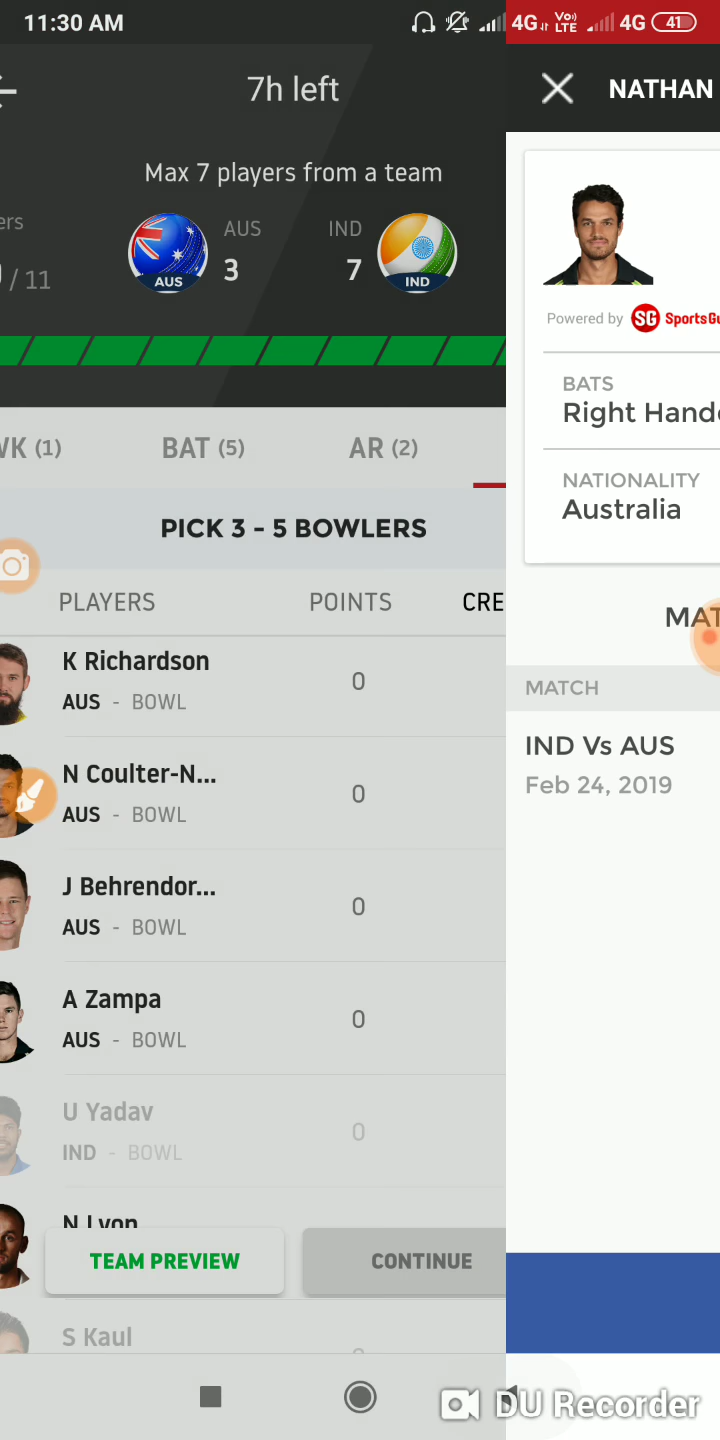 11:30 AM
4G VoLTE 4G 41
7h left
NATHAN
Max 7 players from a team
ers
/ 11
AUS
3
IND
7
AUS
IND
Powered by SG SportsGu
BATS
Right Hande
NATIONALITY
Australia
WK (1) BAT (5) AR (2)
PICK 3 - 5 BOWLERS
PLAYERS POINTS CRE
MAT
MATCH
IND Vs AUS
Feb 24, 2019
K Richardson
AUS - BOWL
0
N Coulter-N...
AUS - BOWL
0
J Behrendor...
AUS - BOWL
0
A Zampa
AUS - BOWL
0
U Yadav
IND - BOWL
0
N Lyon
TEAM PREVIEW CONTINUE
S Kaul
DU Recorder